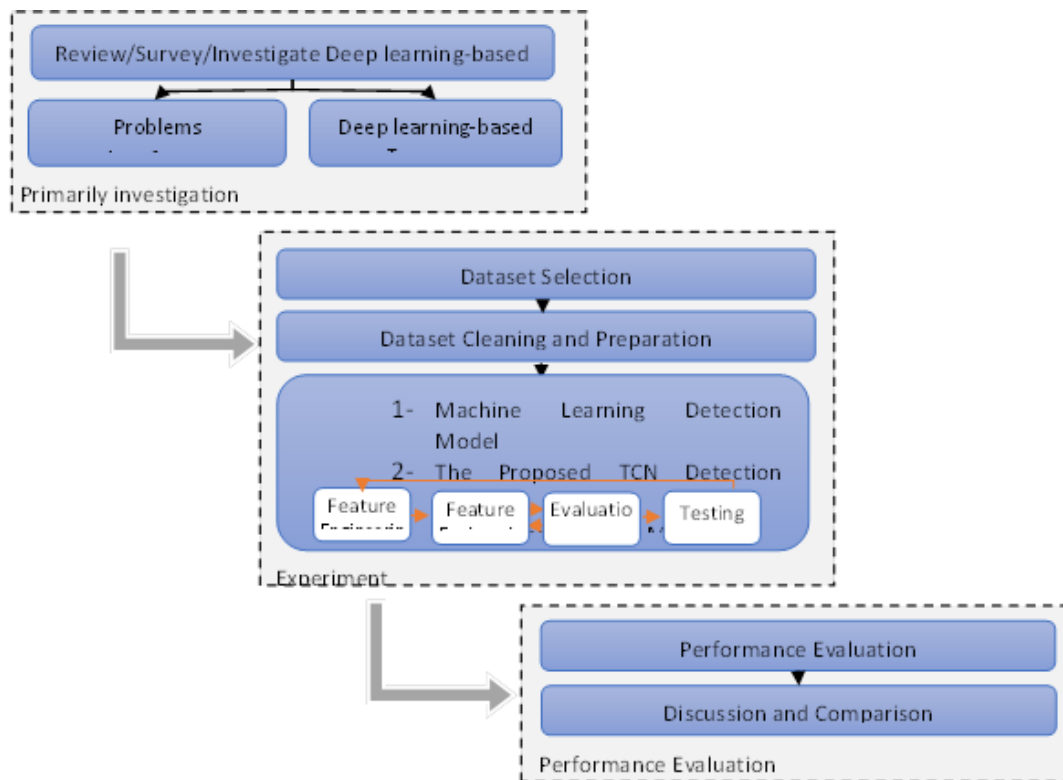 Review/Survey/Investigate Deep learning-based
Problems
Deep learning-based
Primarily investigation
Dataset Selection
Dataset Cleaning and Preparation
1- Machine Learning Detection
Model
2- The Proposed TCN Detection
Feature
Feature
Evaluatio
Testing
Experiment
Performance Evaluation
Discussion and Comparison
Performance Evaluation